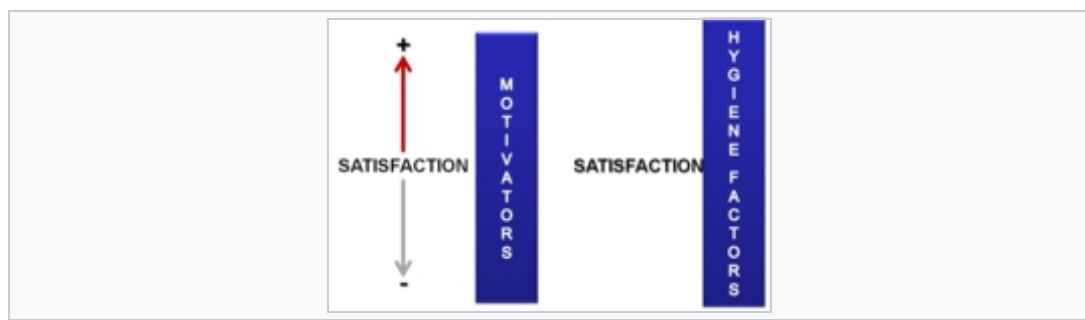 +
SATISFACTION
-
MOTIVATORS
SATISFACTION
HYGIENE FACTORS